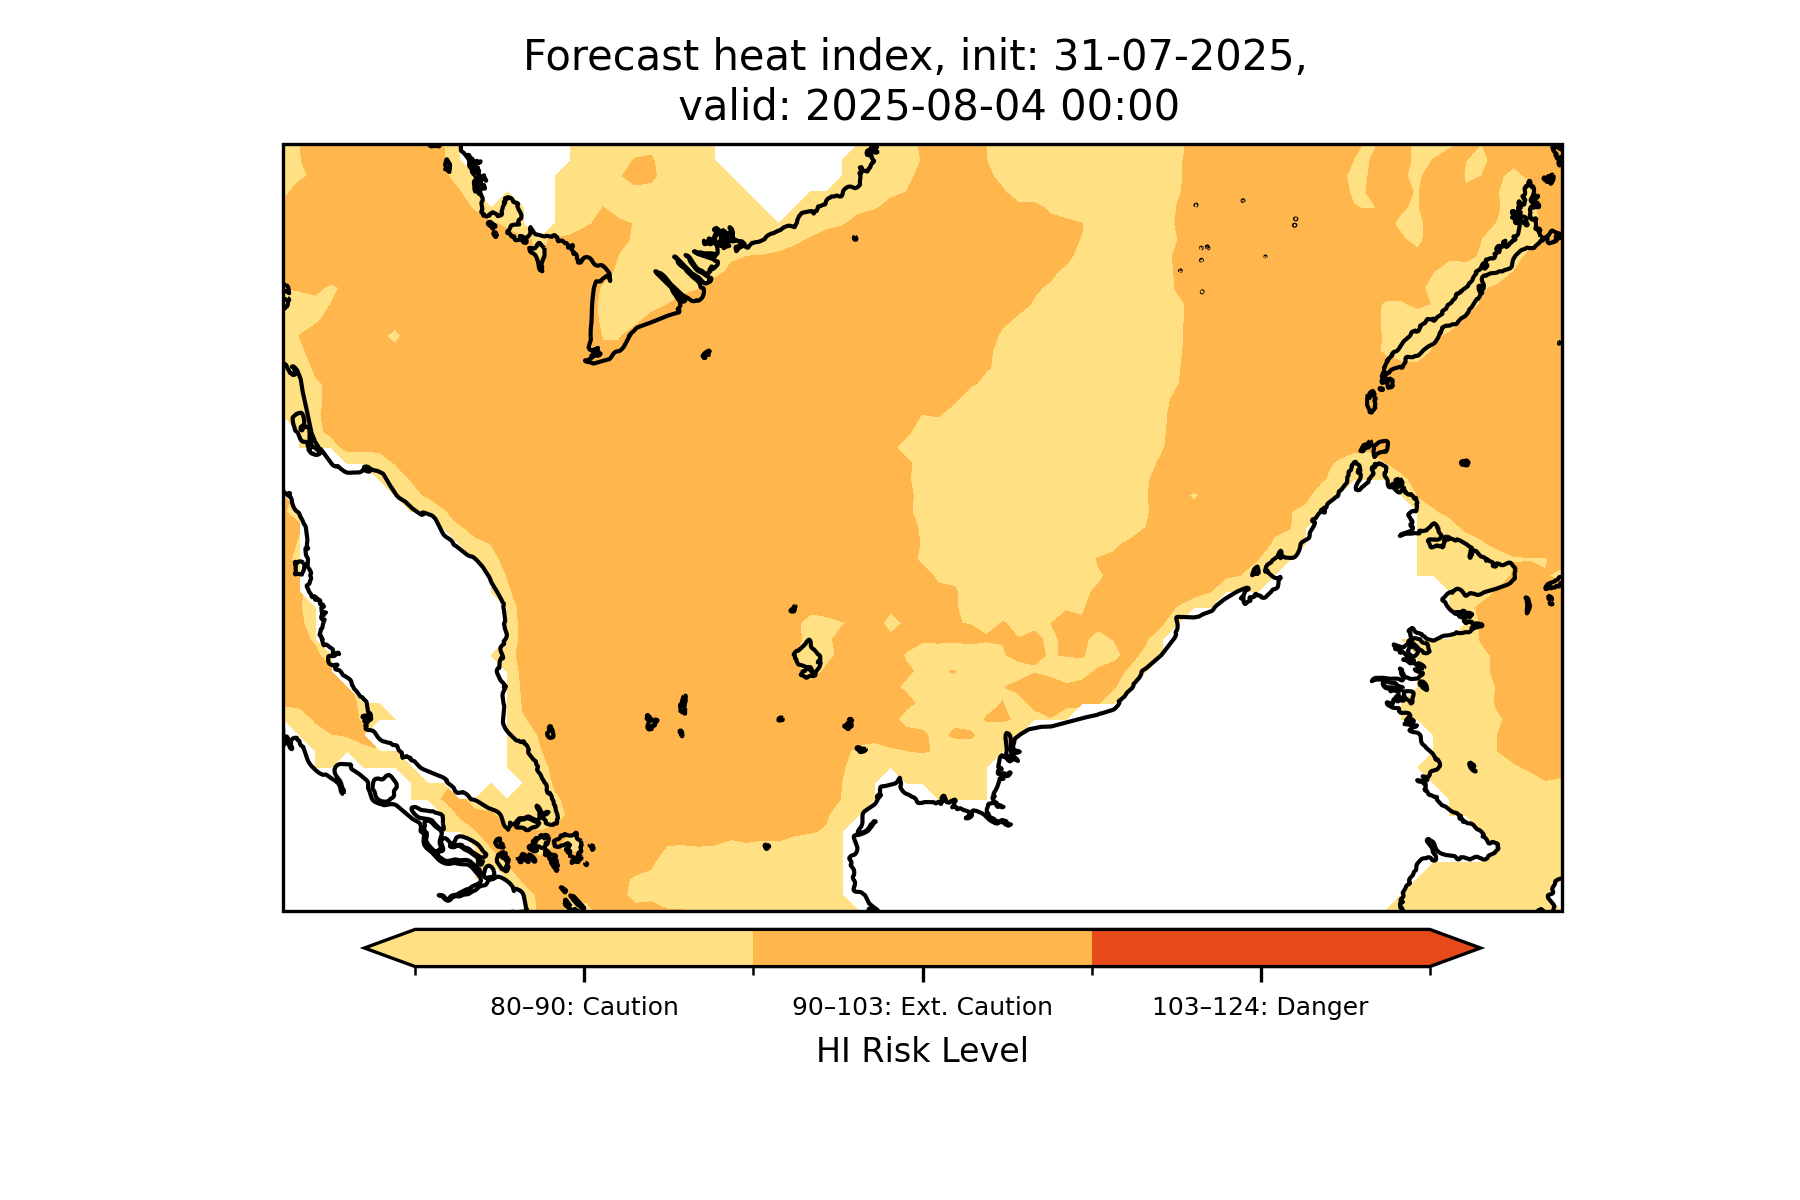 Forecast heat index, init: 31-07-2025,
valid: 2025-08-04 00:00
80–90: Caution
90–103: Ext. Caution
103–124: Danger
HI Risk Level